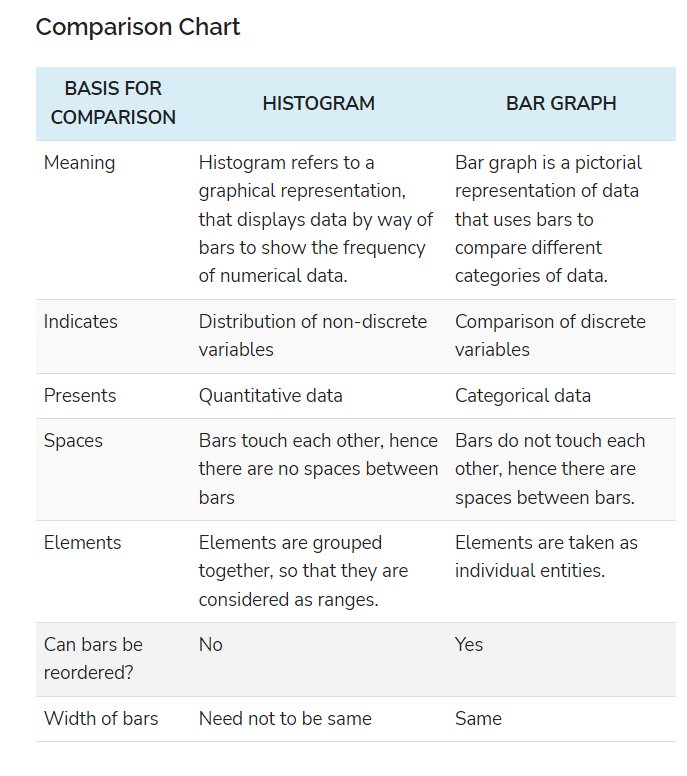 Comparison Chart
BASIS FOR
COMPARISON
HISTOGRAM
BAR GRAPH
Meaning
Histogram refers to a
graphical representation,
that displays data by way of
bars to show the frequency
of numerical data.
Bar graph is a pictorial
representation of data
that uses bars to
compare different
categories of data.
Indicates
Distribution of non-discrete
variables
Comparison of discrete
variables
Presents
Quantitative data
Categorical data
Spaces
Bars touch each other, hence
there are no spaces between
bars
Bars do not touch each
other, hence there are
spaces between bars.
Elements
Elements are grouped
together, so that they are
considered as ranges.
Elements are taken as
individual entities.
Can bars be
reordered?
No
Yes
Width of bars
Need not to be same
Same